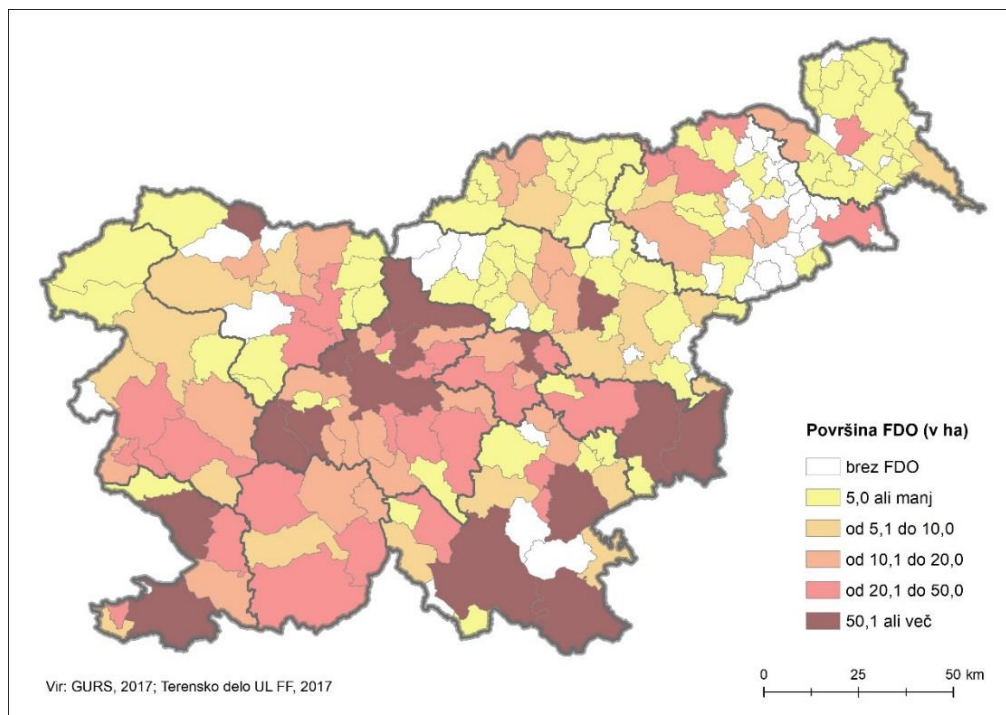 Površina FDO (v ha)
brez FDO
5,0 ali manj
od 5,1 do 10,0
od 10,1 do 20,0
od 20,1 do 50,0
50,1 ali več
Vir: GURS, 2017; Terensko delo UL FF, 2017
0 25 50 km